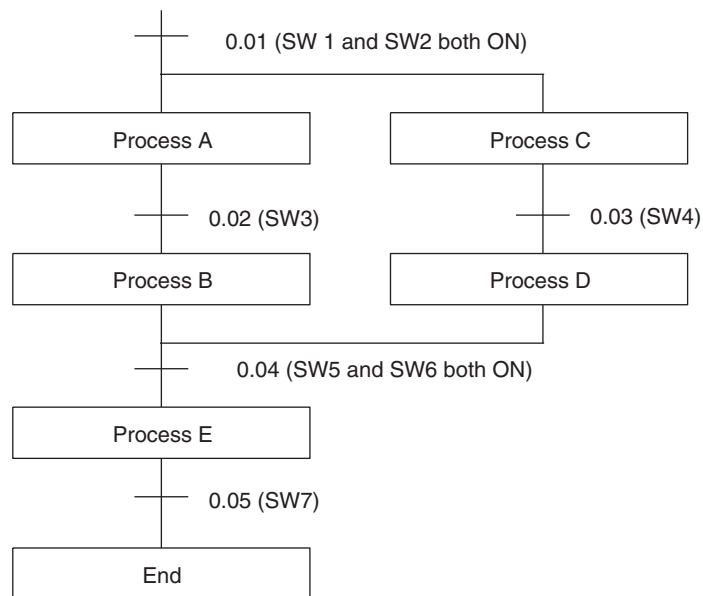 0.01 (SW 1 and SW2 both ON)
Process A
Process C
0.02 (SW3)
0.03 (SW4)
Process B
Process D
0.04 (SW5 and SW6 both ON)
Process E
0.05 (SW7)
End